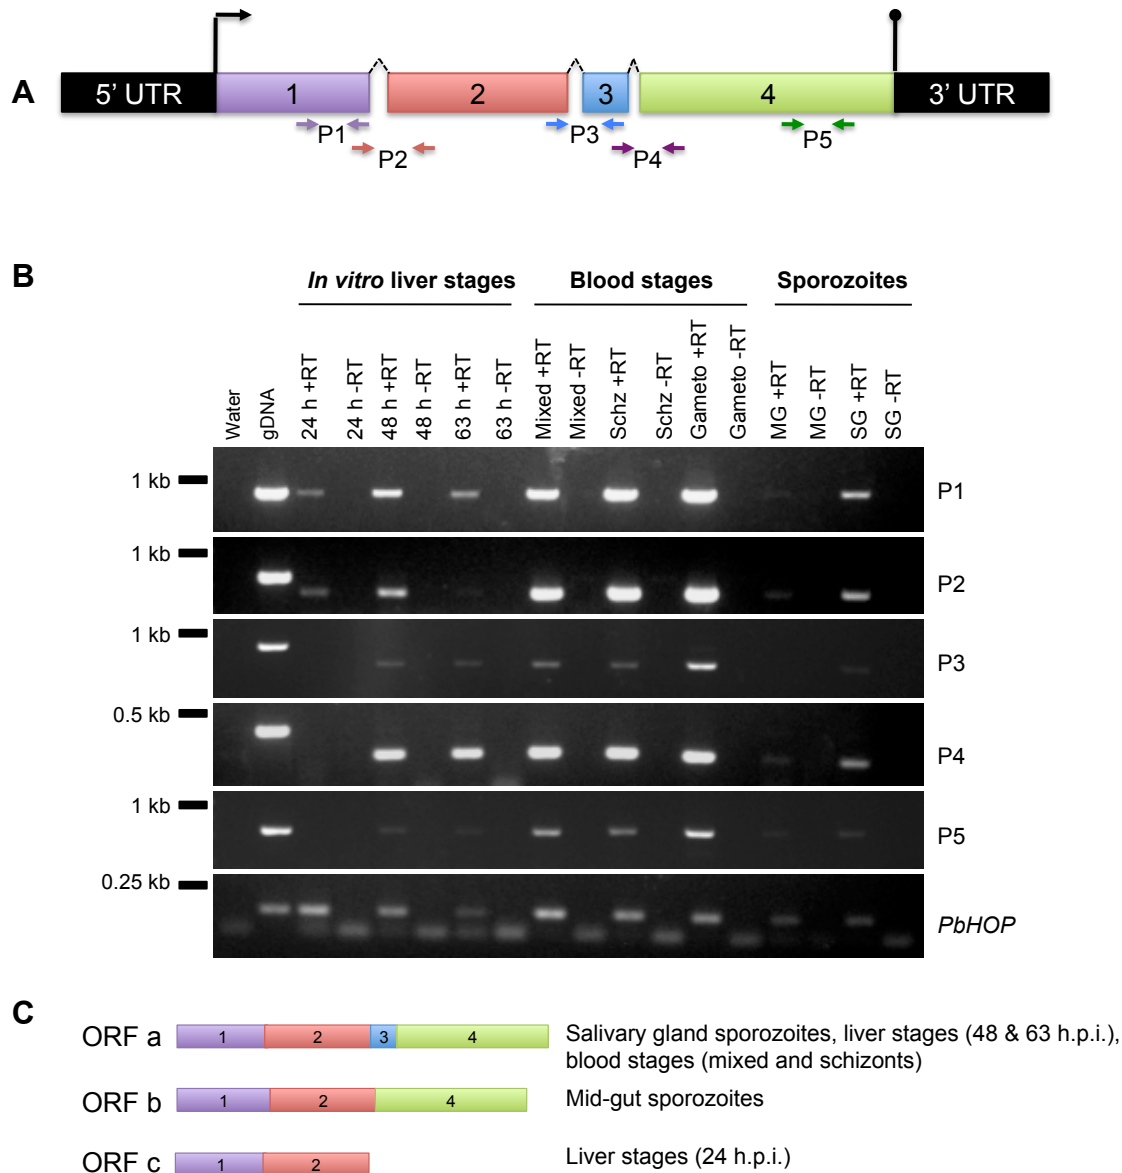 A
5' UTR 1 2 3 4 3' UTR
P1 P3 P5
P2 P4
B
In vitro liver stages Blood stages Sporozoites
Water gDNA 24 h +RT 24 h -RT 48 h +RT 48 h -RT 63 h +RT 63 h -RT Mixed +RT Mixed -RT Schz +RT Schz -RT Gameto +RT Gameto -RT MG +RT MG -RT SG +RT SG -RT
1 kb P1
1 kb P2
1 kb P3
0.5 kb P4
1 kb P5
0.25 kb PbHOP
C
ORF a 1 2 3 4 Salivary gland sporozoites, liver stages (48 & 63 h.p.i.),
blood stages (mixed and schizonts)
ORF b 1 2 4 Mid-gut sporozoites
ORF c 1 2 Liver stages (24 h.p.i.)